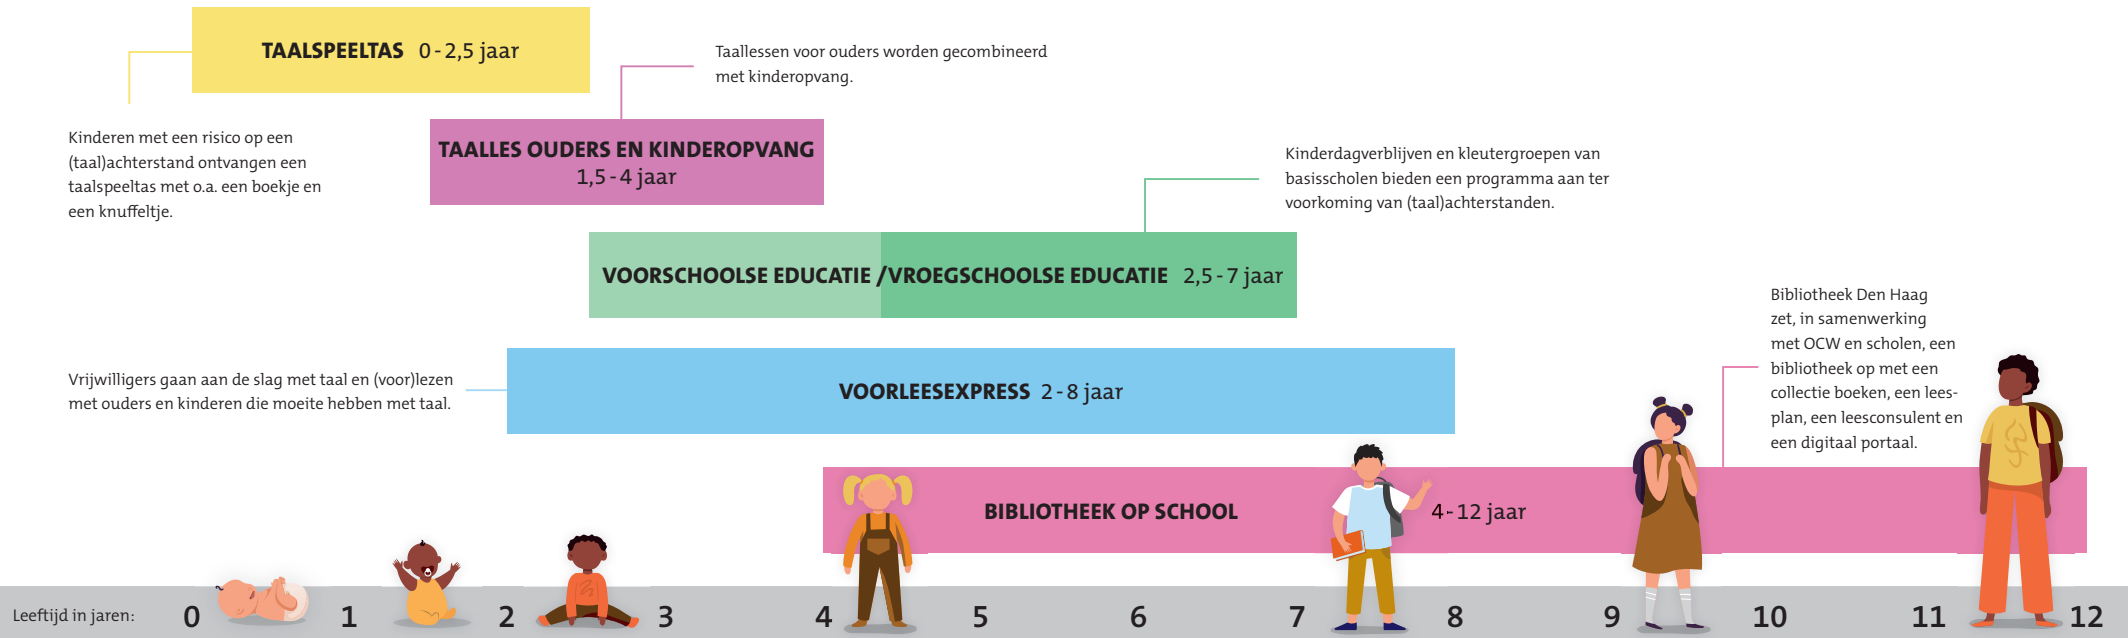 TAALSPEELTAS 0-2,5 jaar
Kinderen met een risico op een
(taal)achterstand ontvangen een
taalspeeltas met o.a. een boekje en
een knuffeltje.
Taallessen voor ouders worden gecombineerd
met kinderopvang.
TAALLES OUDERS EN KINDEROPVANG
1,5-4 jaar
Kinderdagverblijven en kleutergroepen van
basisscholen bieden een programma aan ter
voorkoming van (taal)achterstanden.
VOORSCHOOLSE EDUCATIE /VROEGSCHOOLSE EDUCATIE 2,5-7 jaar
Vrijwilligers gaan aan de slag met taal en (voor)lezen
met ouders en kinderen die moeite hebben met taal.
VOORLEESEXPRESS 2-8 jaar
Bibliotheek Den Haag
zet, in samenwerking
met OCW en scholen, een
bibliotheek op met een
collectie boeken, een lees-
plan, een leesconsulent en
een digitaal portaal.
BIBLIOTHEEK OP SCHOOL 4-12 jaar
Leeftijd in jaren: 0 1 2 3 4 5 6 7 8 9 10 11 12